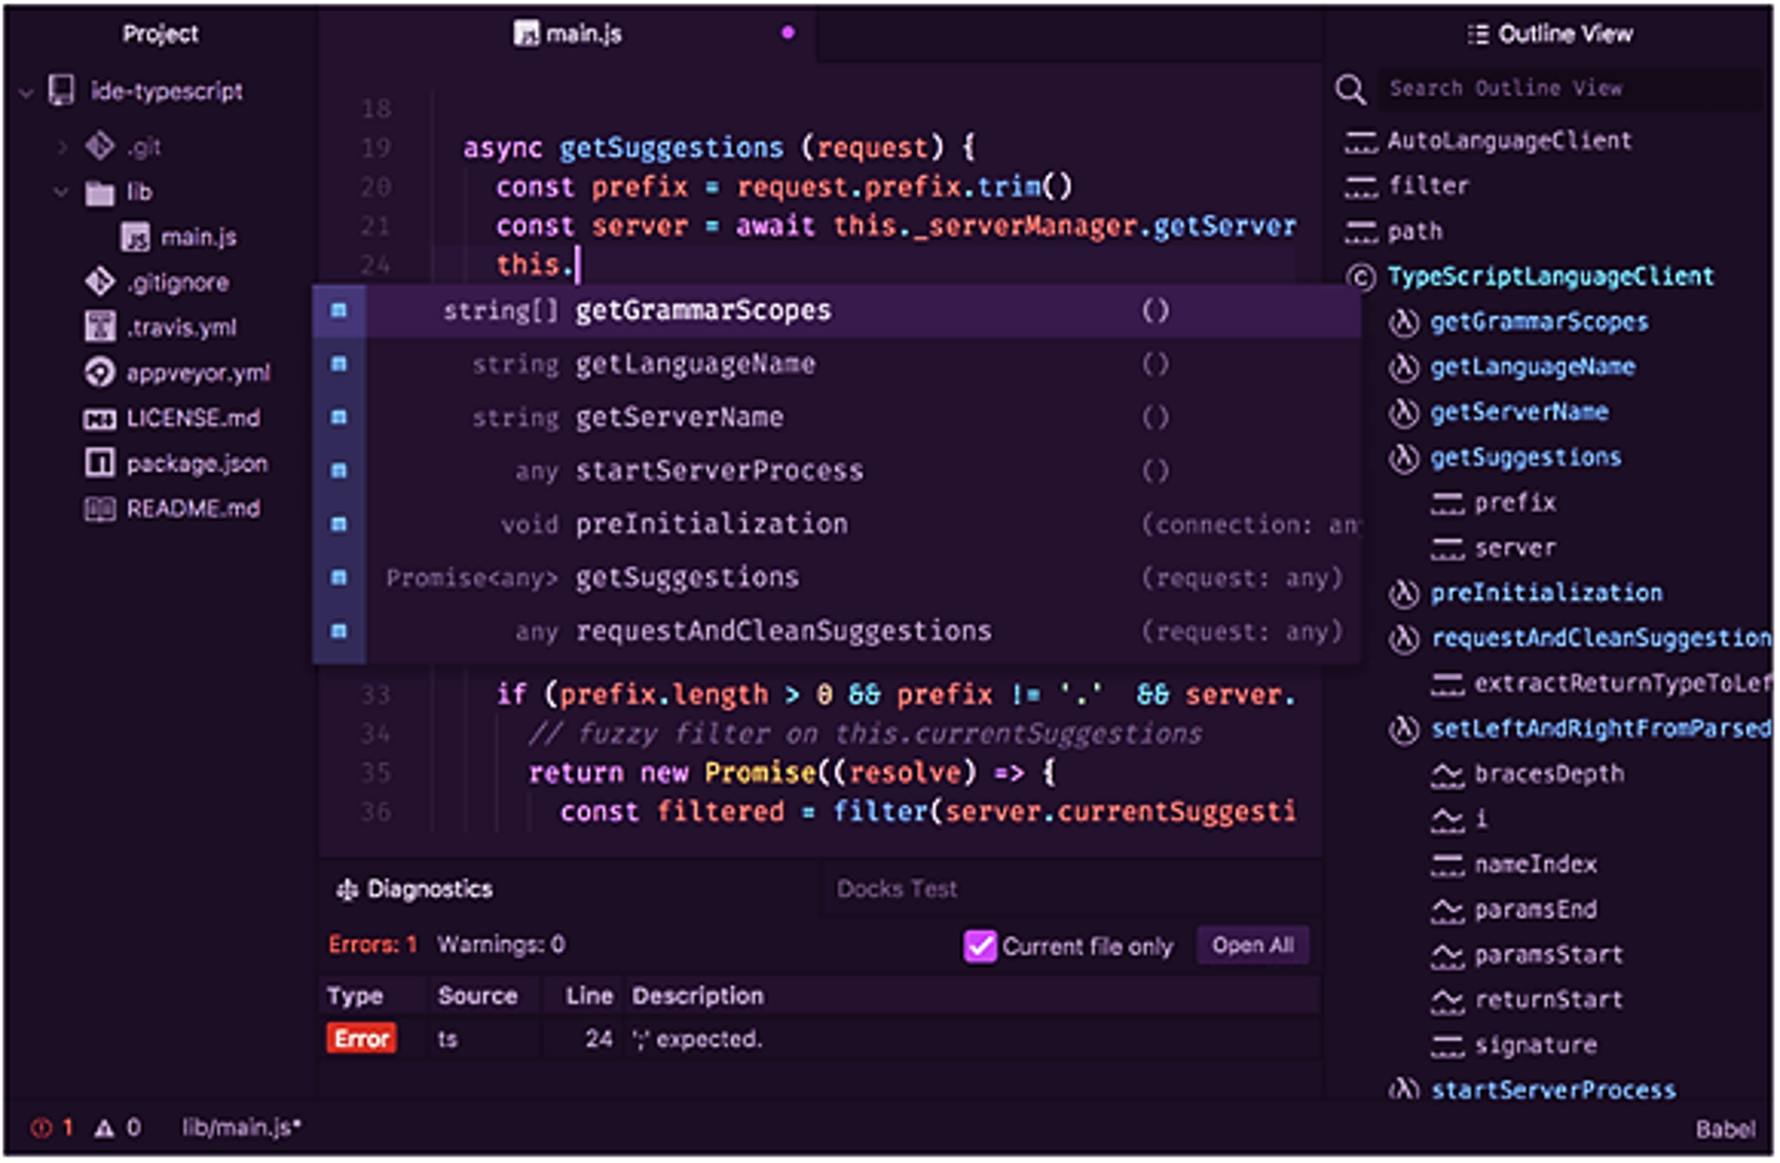 Project
ide-typescript
.git
lib
main.js
.gitignore
.travis.yml
appveyor.yml
LICENSE.md
package.json
README.md
main.js
18
19 async getSuggestions (request) {
20 const prefix = request.prefix.trim()
21 const server = await this._serverManager.getServer
24 this.
string[] getGrammarScopes ()
string getLanguageName ()
string getServerName ()
any startServerProcess ()
void preInitialization (connection: an
Promise<any> getSuggestions (request: any)
any requestAndCleanSuggestions (request: any)
33 if (prefix.length > 0 && prefix != '.' && server.
34 // fuzzy filter on this.currentSuggestions
35 return new Promise((resolve) => {
36 const filtered = filter(server.currentSuggesti
Diagnostics Docks Test
Errors: 1 Warnings: 0 Current file only Open All
Type Source Line Description
Error ts 24 ';' expected.
Outline View
Search Outline View
AutoLanguageClient
filter
path
TypeScriptLanguageClient
getGrammarScopes
getLanguageName
getServerName
getSuggestions
prefix
server
preInitialization
requestAndCleanSuggestion
extractReturnTypeToLef
setLeftAndRightFromParsed
bracesDepth
i
nameIndex
paramsEnd
paramsStart
returnStart
signature
startServerProcess
1 0 lib/main.js* Babel